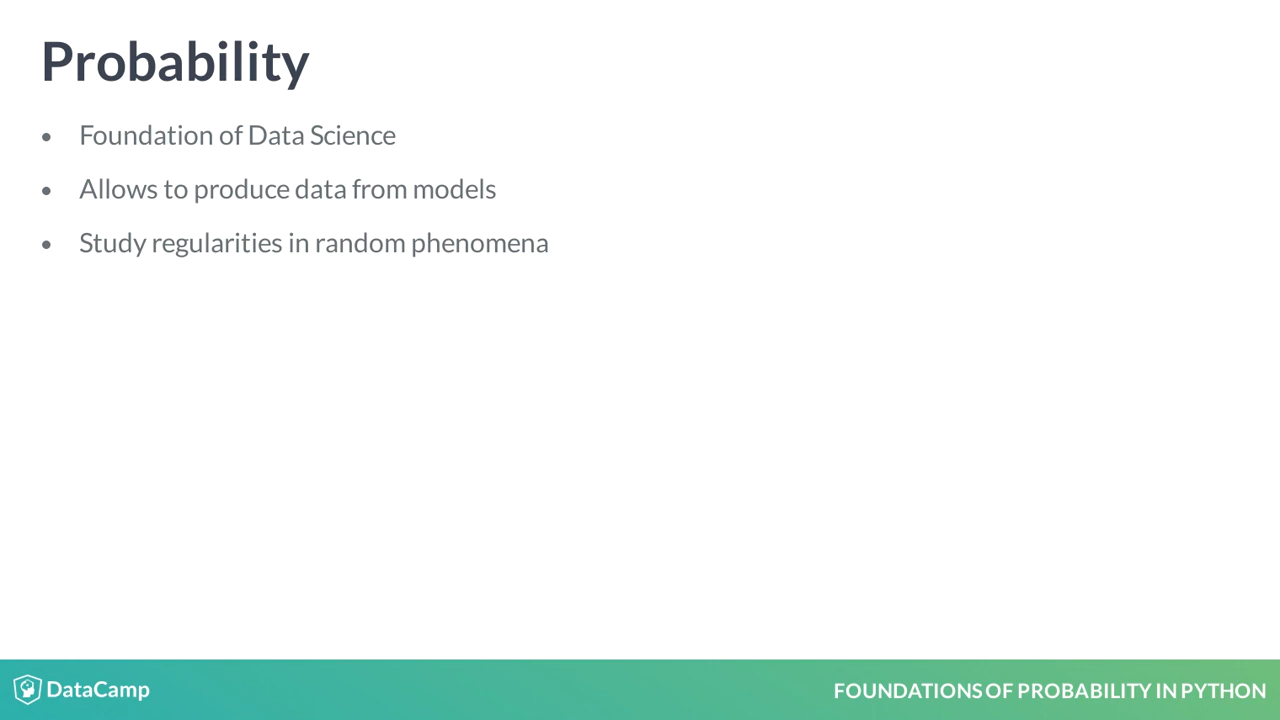 Probability
• Foundation of Data Science
• Allows to produce data from models
• Study regularities in random phenomena
DataCamp
FOUNDATIONS OF PROBABILITY IN PYTHON